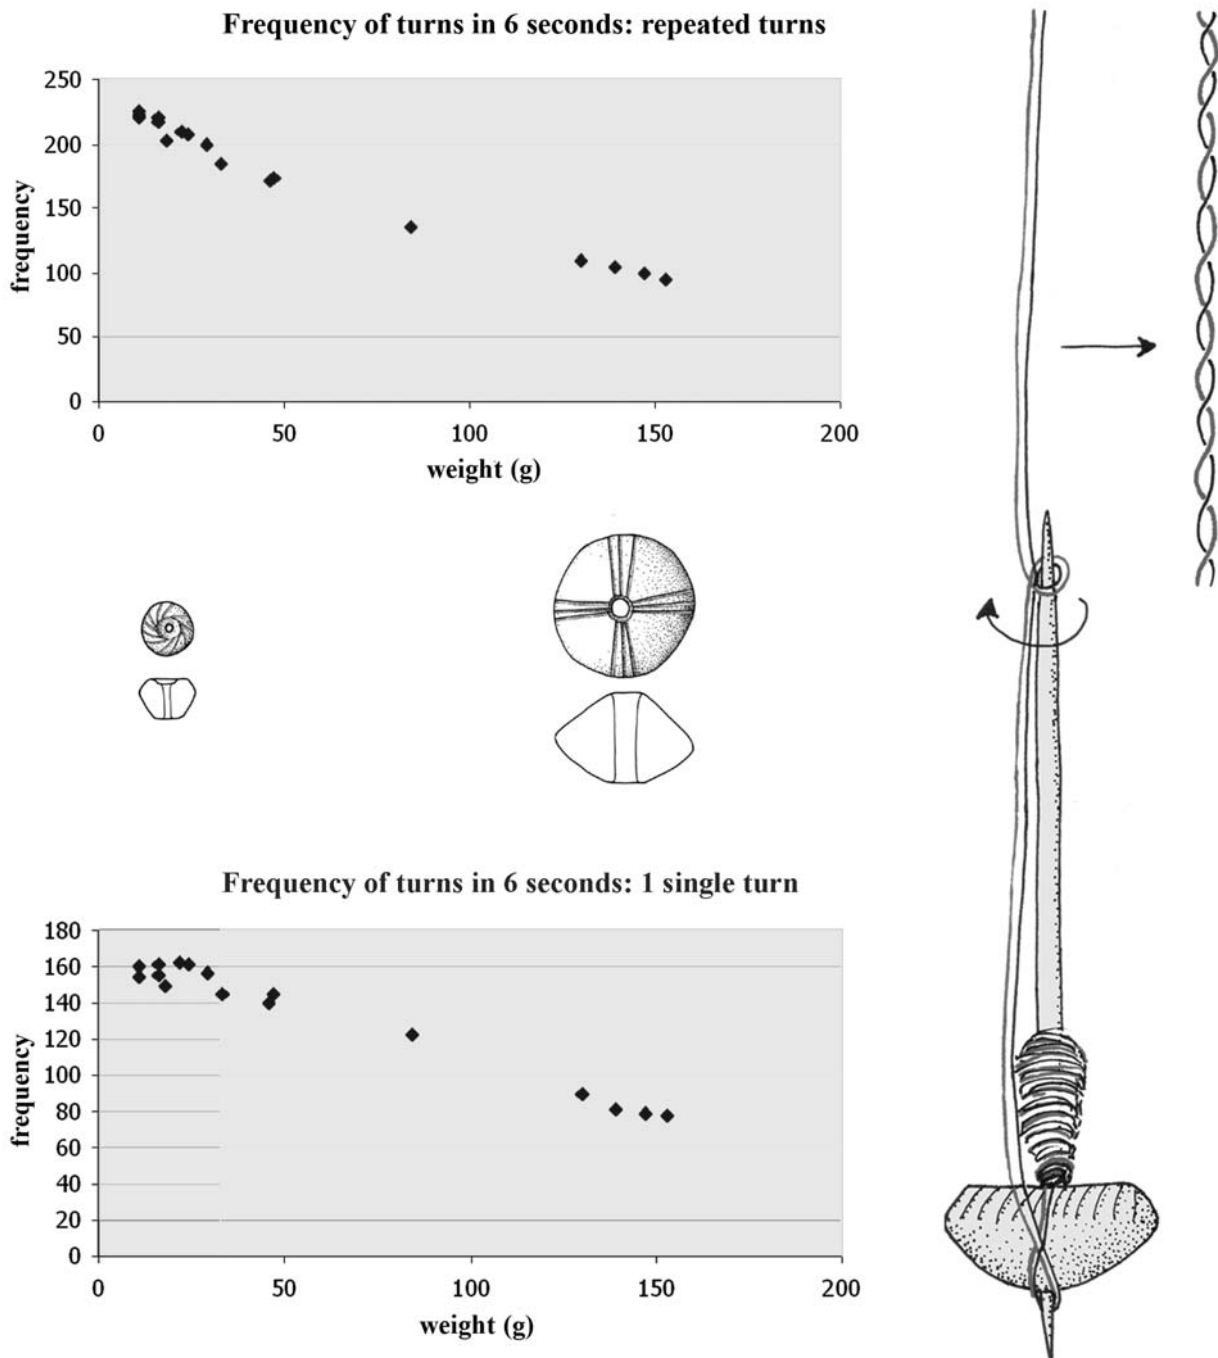 Frequency of turns in 6 seconds: repeated turns
250
200
150
100
50
0
frequency
0 50 100 150 200
weight (g)
Frequency of turns in 6 seconds: 1 single turn
180
160
140
120
100
80
60
40
20
0
frequency
0 50 100 150 200
weight (g)